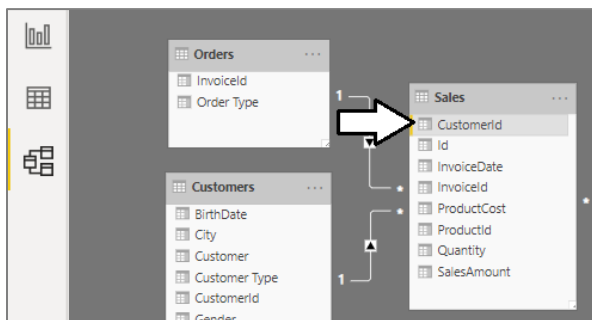 Orders
InvoiceId
Order Type
1
Sales
CustomerId
Id
InvoiceDate
InvoiceId
ProductCost
ProductId
Quantity
SalesAmount
*
*
*
Customers
BirthDate
City
Customer
Customer Type
CustomerId
Gender
1